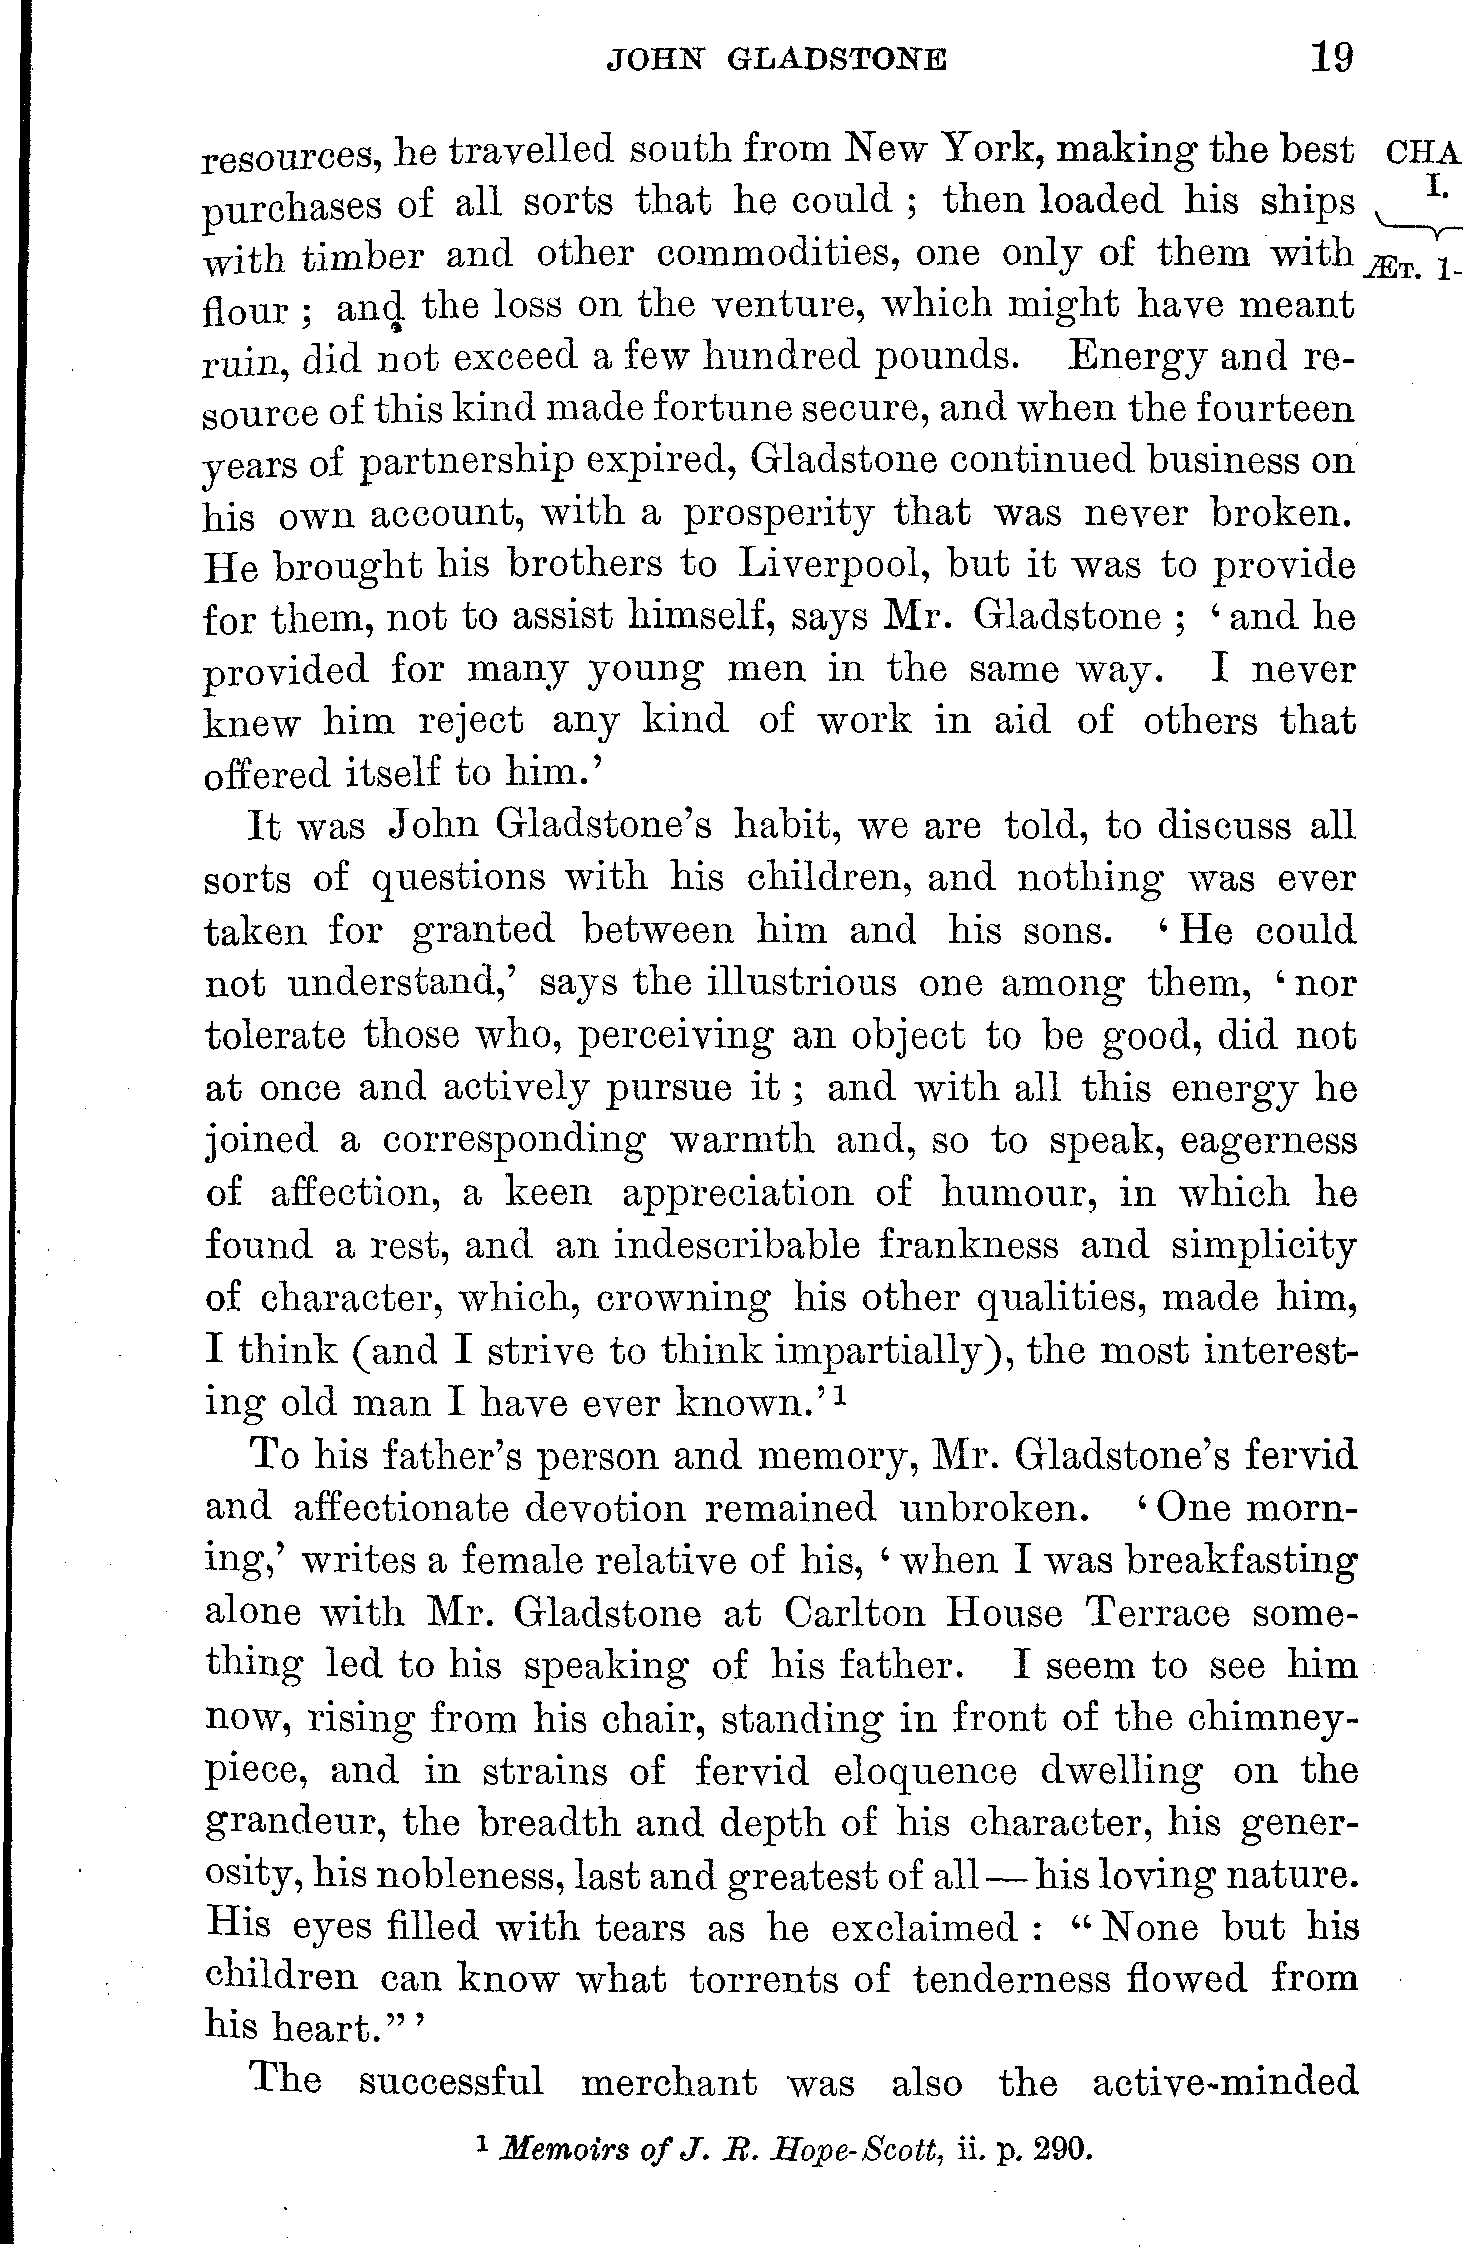 JOHN GLADSTONE 19
resources, he travelled south from New York, making the best CHA
purchases of all sorts that he could ; then loaded his ships I.
with timber and other commodities, one only of them with ÆT. 1-
flour ; and the loss on the venture, which might have meant
ruin, did not exceed a few hundred pounds. Energy and re-
source of this kind made fortune secure, and when the fourteen
years of partnership expired, Gladstone continued business on
his own account, with a prosperity that was never broken.
He brought his brothers to Liverpool, but it was to provide
for them, not to assist himself, says Mr. Gladstone ; ‘ and he
provided for many young men in the same way. I never
knew him reject any kind of work in aid of others that
offered itself to him.’
It was John Gladstone’s habit, we are told, to discuss all
sorts of questions with his children, and nothing was ever
taken for granted between him and his sons. ‘ He could
not understand,’ says the illustrious one among them, ‘ nor
tolerate those who, perceiving an object to be good, did not
at once and actively pursue it ; and with all this energy he
joined a corresponding warmth and, so to speak, eagerness
of affection, a keen appreciation of humour, in which he
found a rest, and an indescribable frankness and simplicity
of character, which, crowning his other qualities, made him,
I think (and I strive to think impartially), the most interest-
ing old man I have ever known.’ 1
To his father’s person and memory, Mr. Gladstone’s fervid
and affectionate devotion remained unbroken. ‘ One morn-
ing,’ writes a female relative of his, ‘ when I was breakfasting
alone with Mr. Gladstone at Carlton House Terrace some-
thing led to his speaking of his father. I seem to see him
now, rising from his chair, standing in front of the chimney-
piece, and in strains of fervid eloquence dwelling on the
grandeur, the breadth and depth of his character, his gener-
osity, his nobleness, last and greatest of all — his loving nature.
His eyes filled with tears as he exclaimed : “ None but his
children can know what torrents of tenderness flowed from
his heart.” ’
The successful merchant was also the active-minded
1 Memoirs of J. R. Hope-Scott, ii. p. 290.